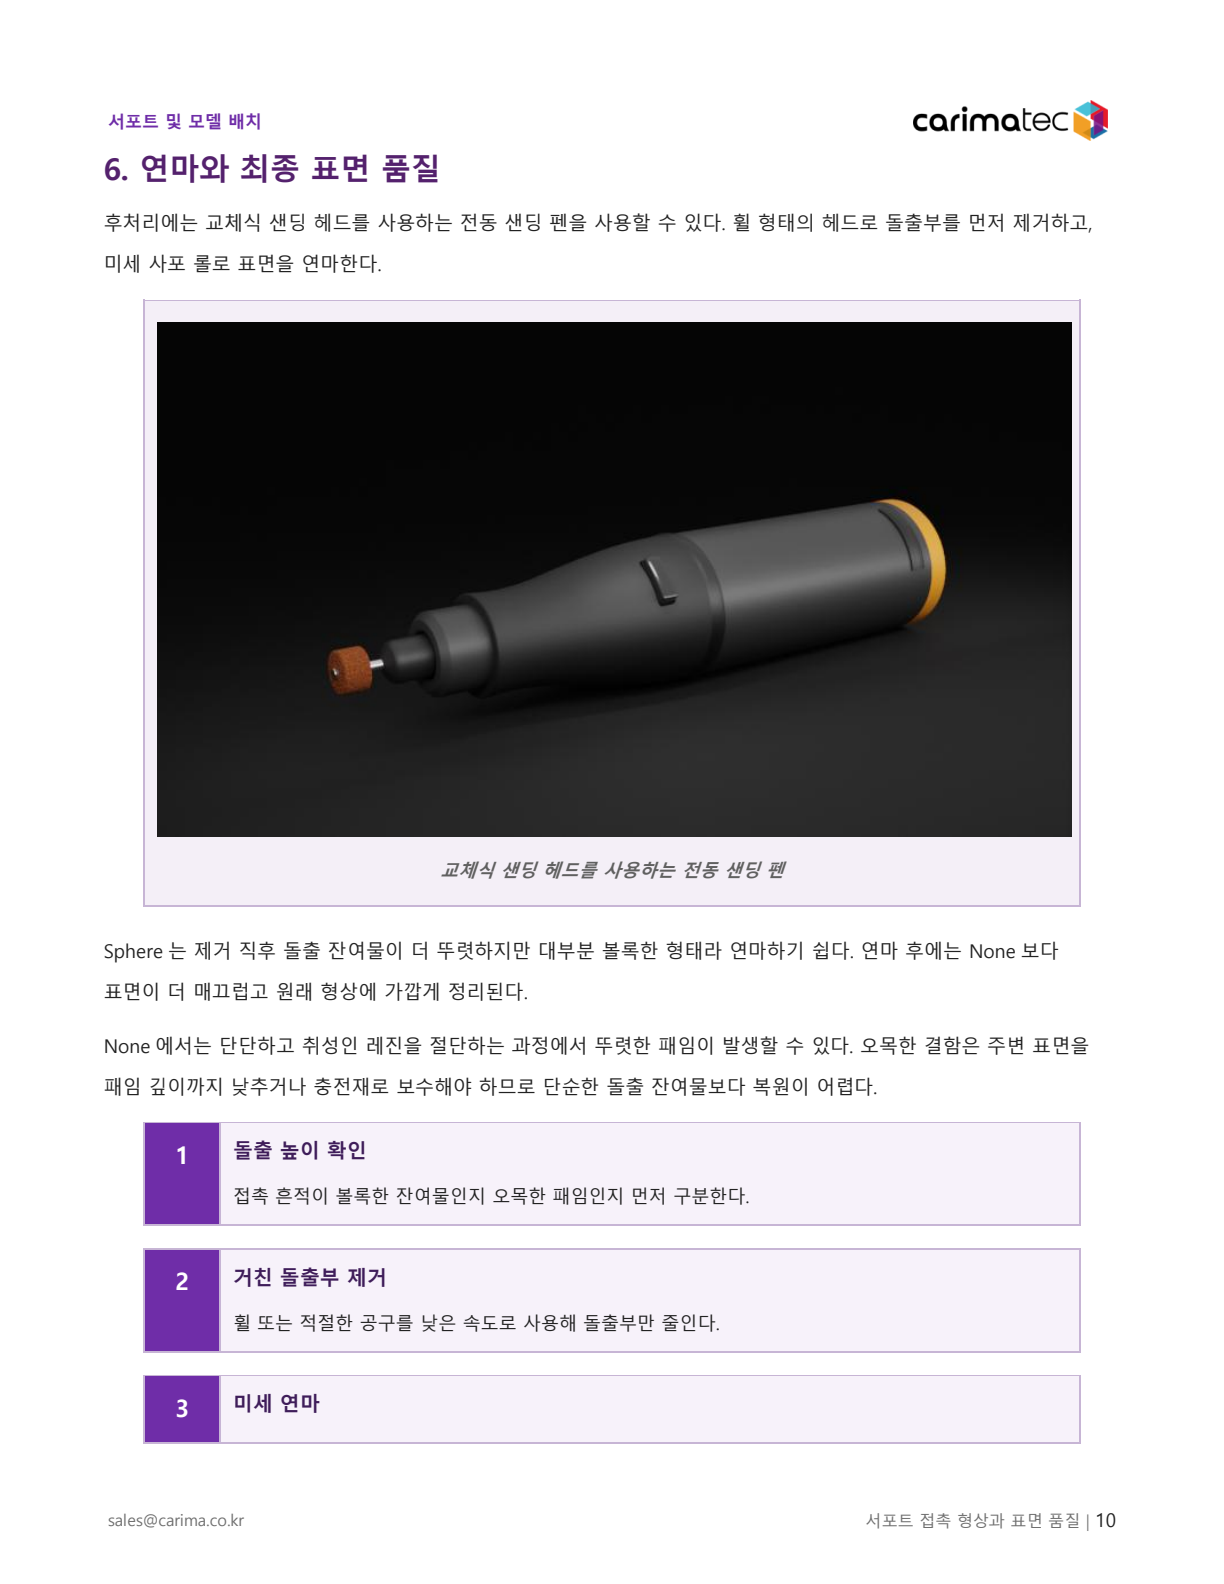 서포트 및 모델 배치
carimatec
6. 연마와 최종 표면 품질
후처리에는 교체식 샌딩 헤드를 사용하는 전동 샌딩 펜을 사용할 수 있다. 휠 형태의 헤드로 돌출부를 먼저 제거하고,
미세 사포 롤로 표면을 연마한다.
교체식 샌딩 헤드를 사용하는 전동 샌딩 펜
Sphere 는 제거 직후 돌출 잔여물이 더 뚜렷하지만 대부분 볼록한 형태라 연마하기 쉽다. 연마 후에는 None 보다
표면이 더 매끄럽고 원래 형상에 가깝게 정리된다.
None 에서는 단단하고 취성인 레진을 절단하는 과정에서 뚜렷한 패임이 발생할 수 있다. 오목한 결함은 주변 표면을
패임 깊이까지 낮추거나 충전재로 보수해야 하므로 단순한 돌출 잔여물보다 복원이 어렵다.
1
돌출 높이 확인
접촉 흔적이 볼록한 잔여물인지 오목한 패임인지 먼저 구분한다.
2
거친 돌출부 제거
휠 또는 적절한 공구를 낮은 속도로 사용해 돌출부만 줄인다.
3
미세 연마
sales@carima.co.kr
서포트 접촉 형상과 표면 품질 | 10